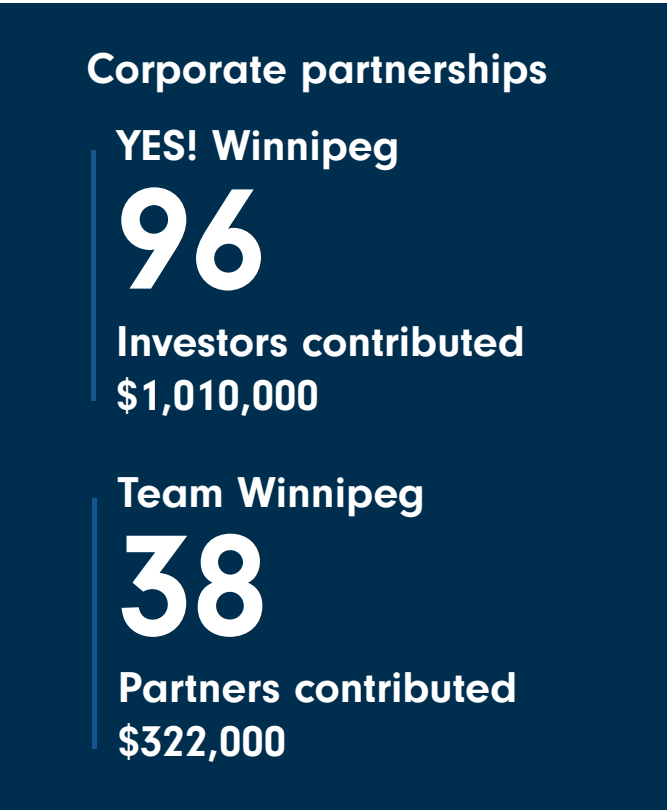 Corporate partnerships
YES! Winnipeg
96
Investors contributed
$1,010,000
Team Winnipeg
38
Partners contributed
$322,000